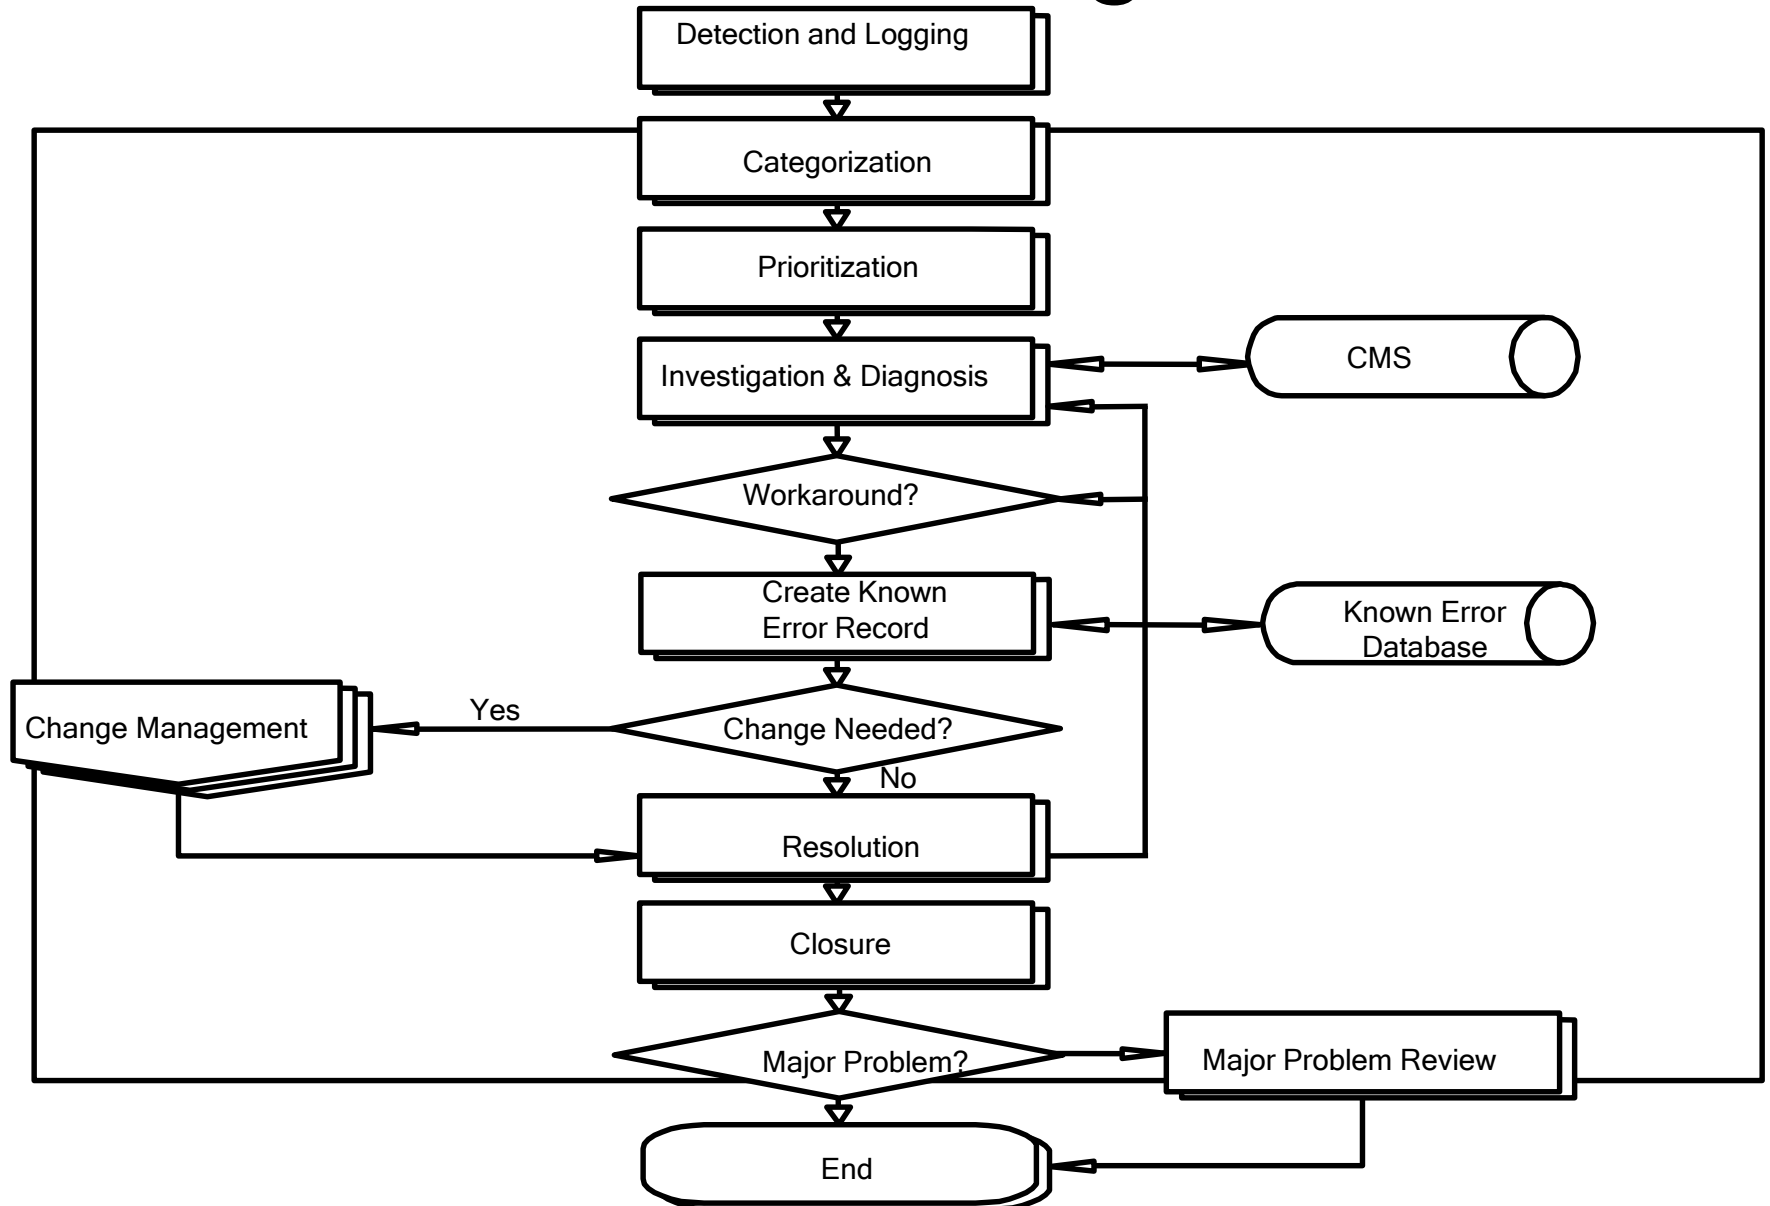 Detection and Logging
Categorization
Prioritization
Investigation & Diagnosis
CMS
Workaround?
Create Known
Error Record
Known Error
Database
Change Management
Yes
Change Needed?
No
Resolution
Closure
Major Problem?
Major Problem Review
End